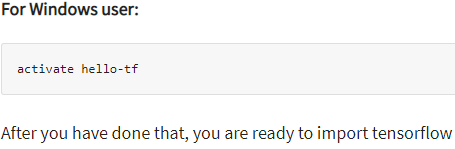 For Windows user:
activate hello-tf
After you have done that, you are ready to import tensorflow